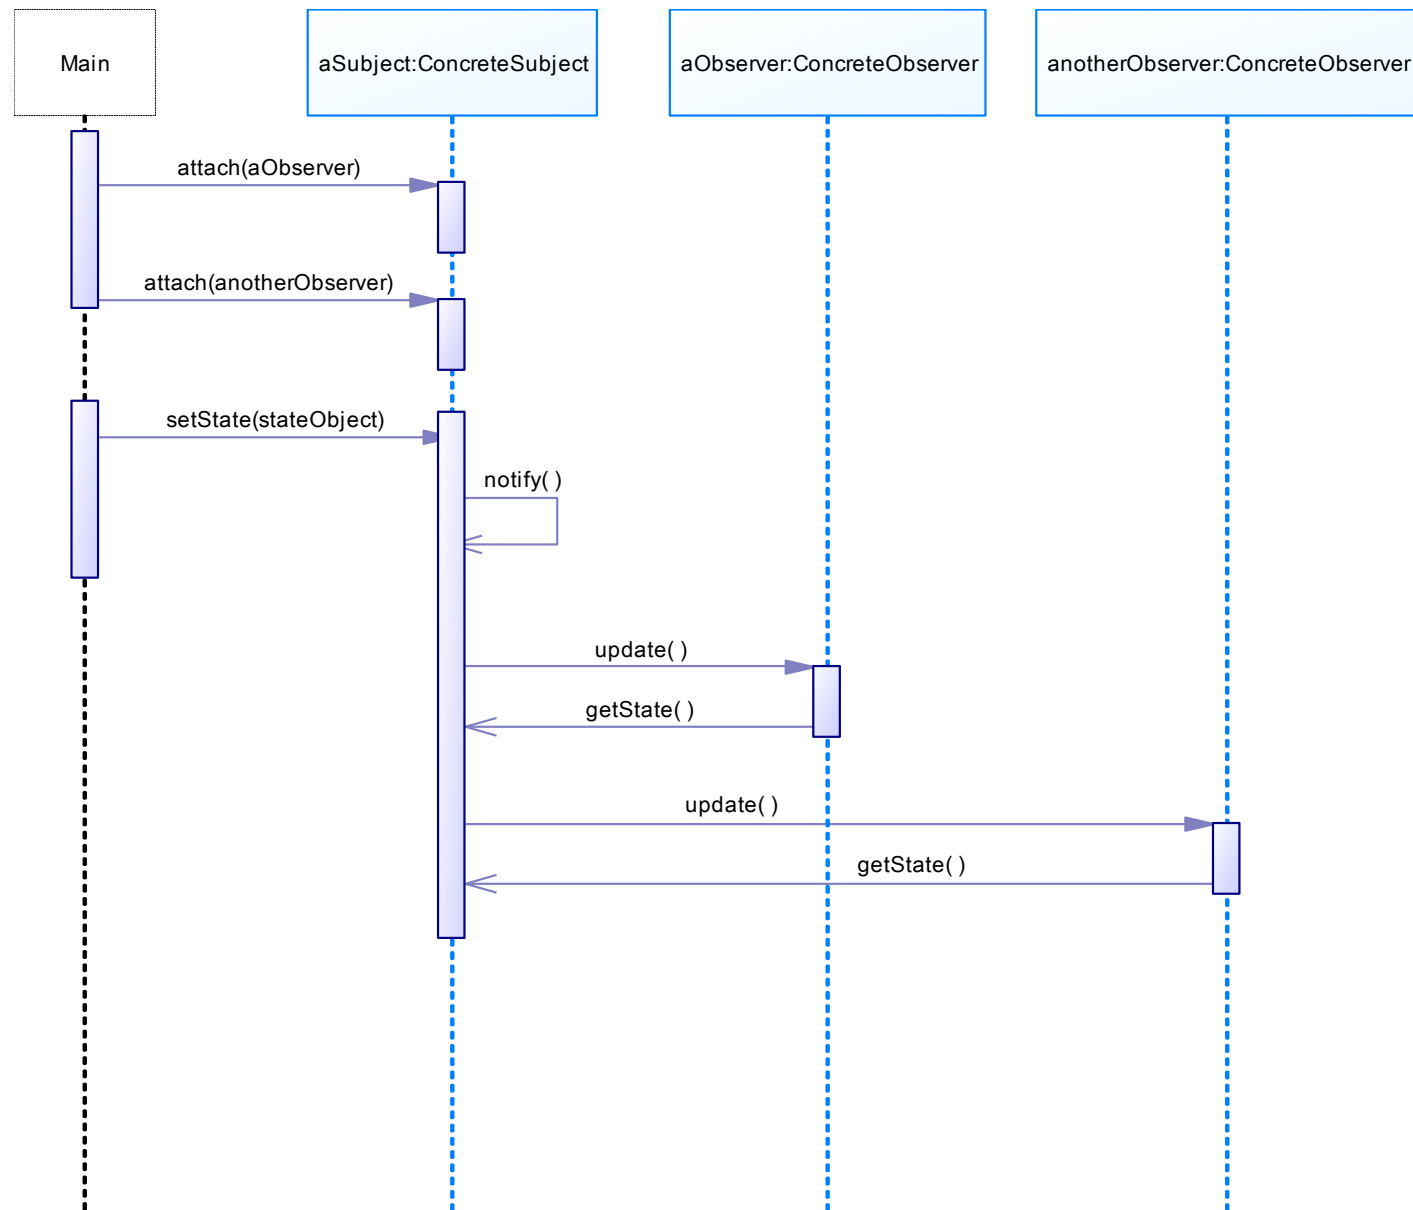 Main
aSubject:ConcreteSubject
aObserver:ConcreteObserver
anotherObserver:ConcreteObserver
attach(aObserver)
attach(anotherObserver)
setState(stateObject)
notify( )
update( )
getState( )
update( )
getState( )